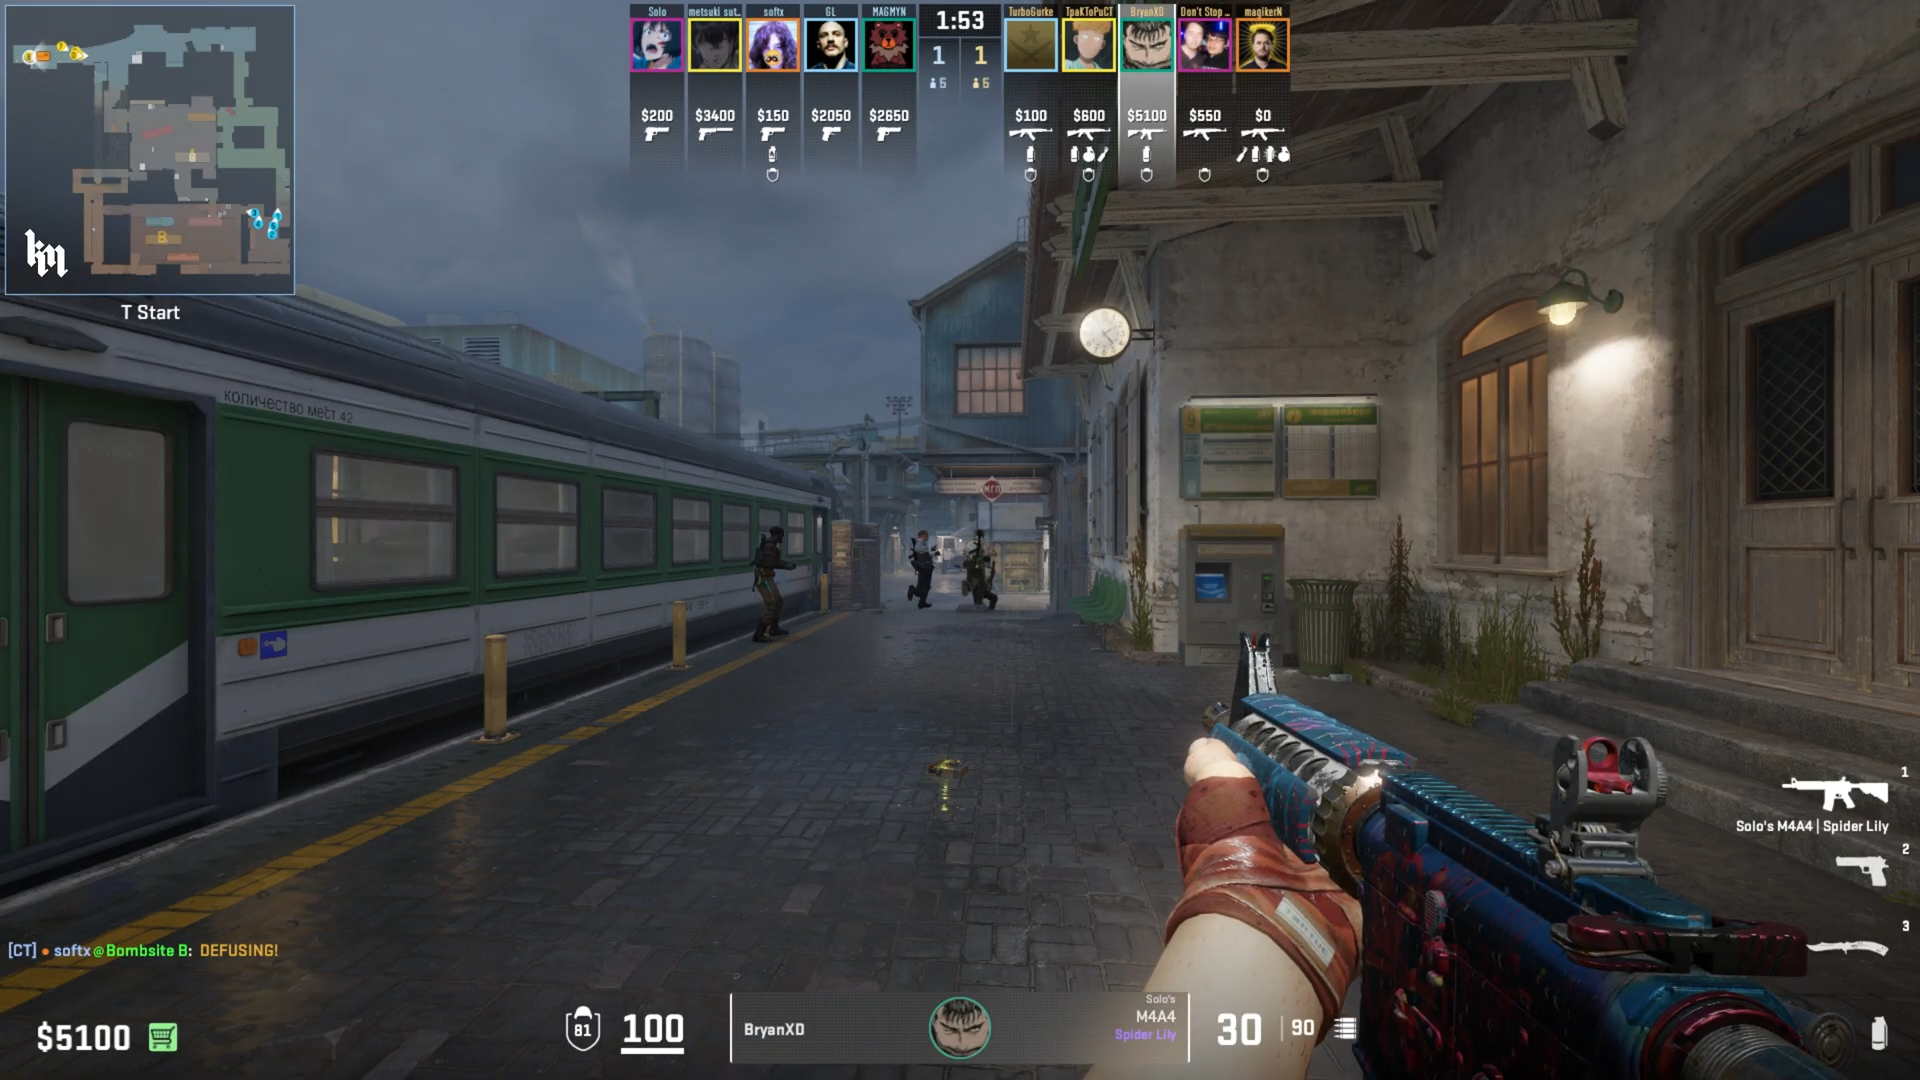 Solo
metsuki sut..
softx
GL
MAGMYN
1:53
TurboGurke
TpaKToPuCT
BryanXD
Don't Stop ..
magikerN
1
1
5
5
$200
$3400
$150
$2050
$2650
$100
$600
$5100
$550
$0
A
B
T Start
КОЛИЧЕСТВО МЕСТ 42
МГП
1
Solo's M4A4 | Spider Lily
2
3
[CT] • softx@Bombsite B: DEFUSING!
$5100
81
100
BryanXD
Solo's
M4A4
Spider Lily
30
90